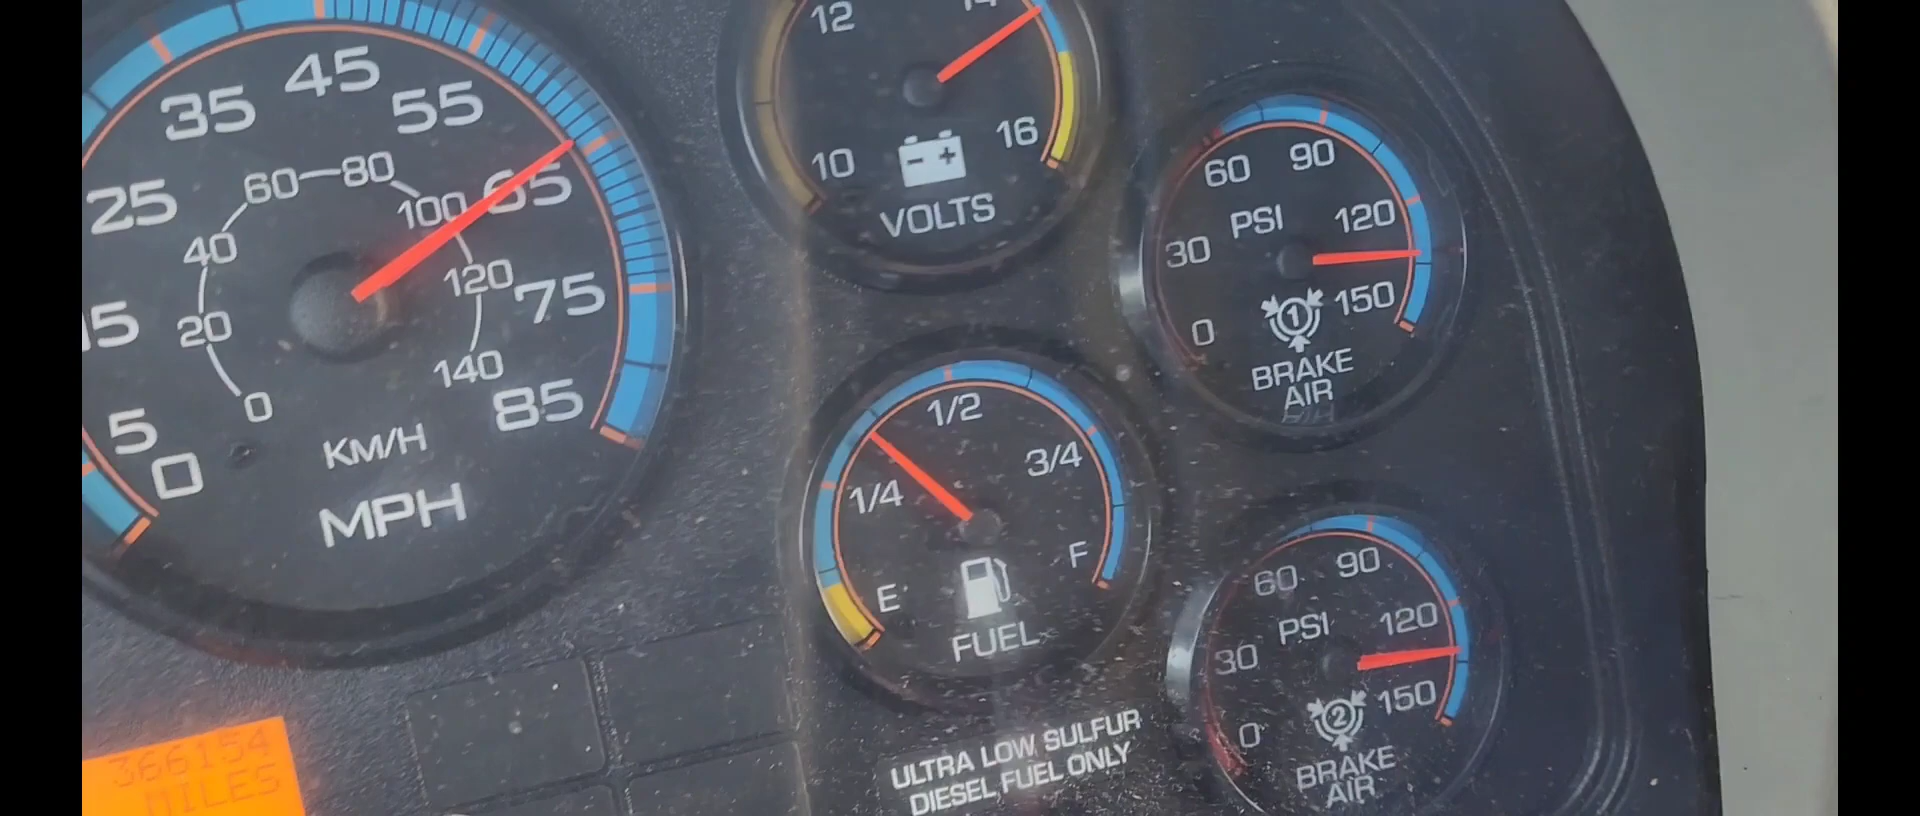 45
35
55
25
65
15
75
5
85
0
60
80
40
100
20
120
0
140
KM/H
MPH
366154
MILES
12
14
10
16
- +
VOLTS
1/2
1/4
3/4
E
F
FUEL
ULTRA LOW SULFUR
DIESEL FUEL ONLY
60
90
PSI
120
30
150
0
1
BRAKE
AIR
60
90
PSI
120
30
150
0
2
BRAKE
AIR